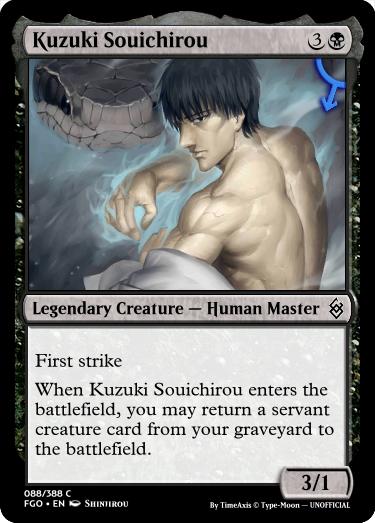 Kuzuki Souichirou 3
Legendary Creature — Human Master
First strike
When Kuzuki Souichirou enters the
battlefield, you may return a servant
creature card from your graveyard to
the battlefield.
3/1
088/388 C
FGO • EN Shinjirou
By TimeAxis © Type-Moon — UNOFFICIAL